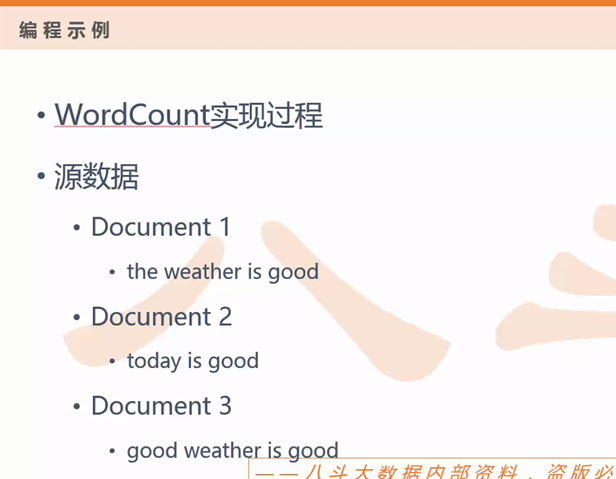 编程示例
• WordCount实现过程
• 源数据
• Document 1
• the weather is good
• Document 2
• today is good
• Document 3
• good weather is good
——八斗大数据内部资料，盗版必